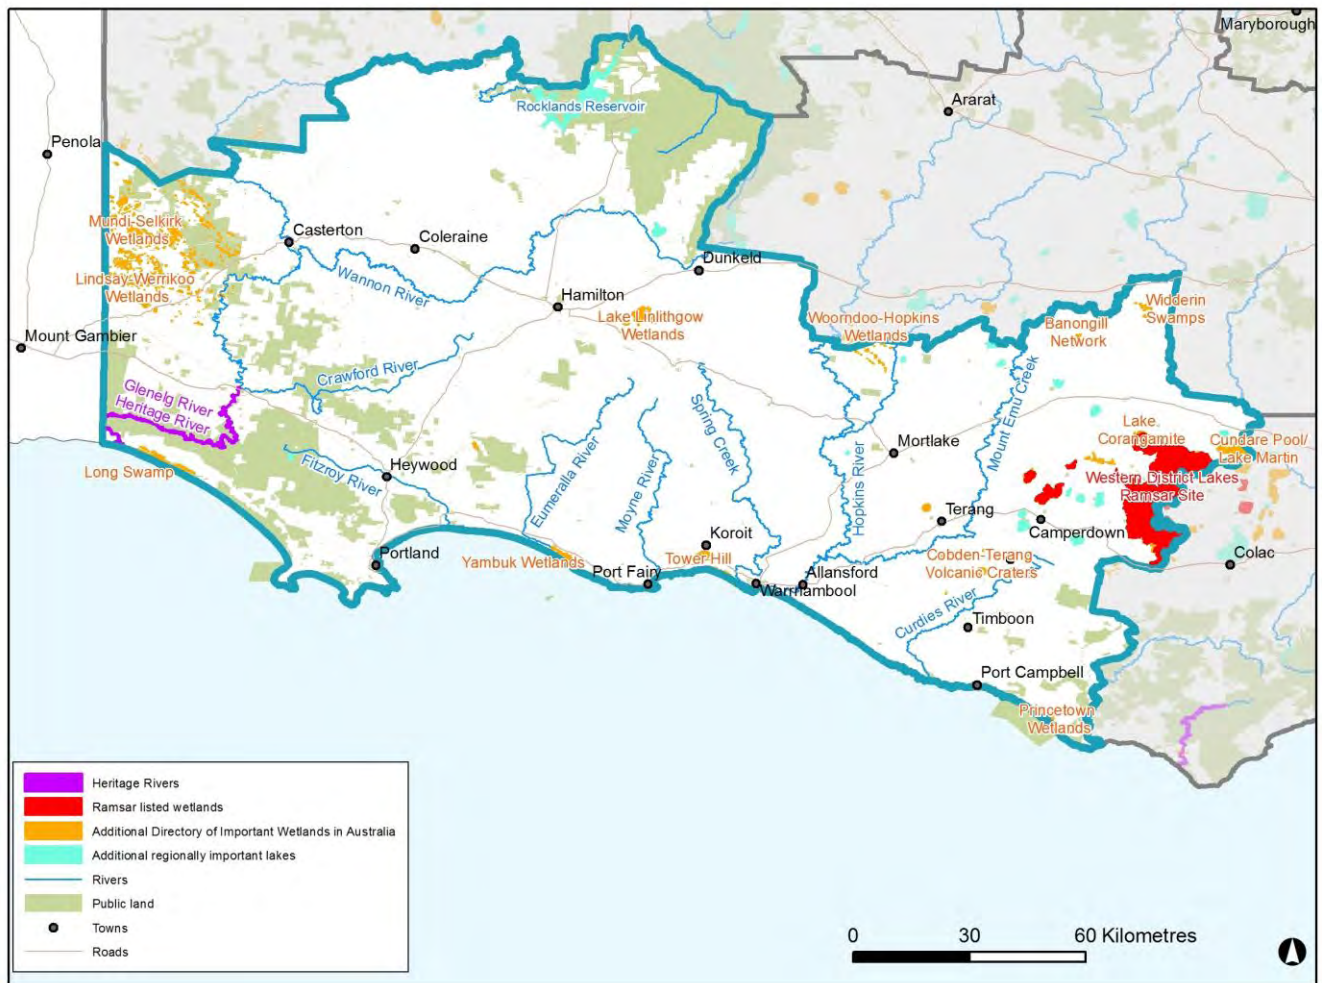 Maryborough
Rocklands Reservoir
Ararat
Penola
Mundi-Selkirk
Wetlands
Casterton
Coleraine
Dunkeld
Wannon River
Lindsay-Werrikoo
Wetlands
Hamilton
Lake Linlithgow
Wetlands
Woorndoo-Hopkins
Wetlands
Banongill
Network
Widderin
Swamps
Mount Gambier
Crawford River
Glenelg River
Heritage River
Mount Emu Creek
Spring Creek
Lake
Corangamite
Cundare Pool/
Lake Martin
Mortlake
Hopkins River
Eumeralla River
Moyne River
Long Swamp
Fitzroy River
Heywood
Western District Lakes
Ramsar Site
Terang
Camperdown
Koroit
Tower Hill
Portland
Yambuk Wetlands
Port Fairy
Warrnambool
Allansford
Cobden-Terang
Volcanic Craters
Colac
Curdies River
Timboon
Port Campbell
Princetown
Wetlands
Heritage Rivers
Ramsar listed wetlands
Additional Directory of Important Wetlands in Australia
Additional regionally important lakes
Rivers
Public land
Towns
Roads
0 30 60 Kilometres